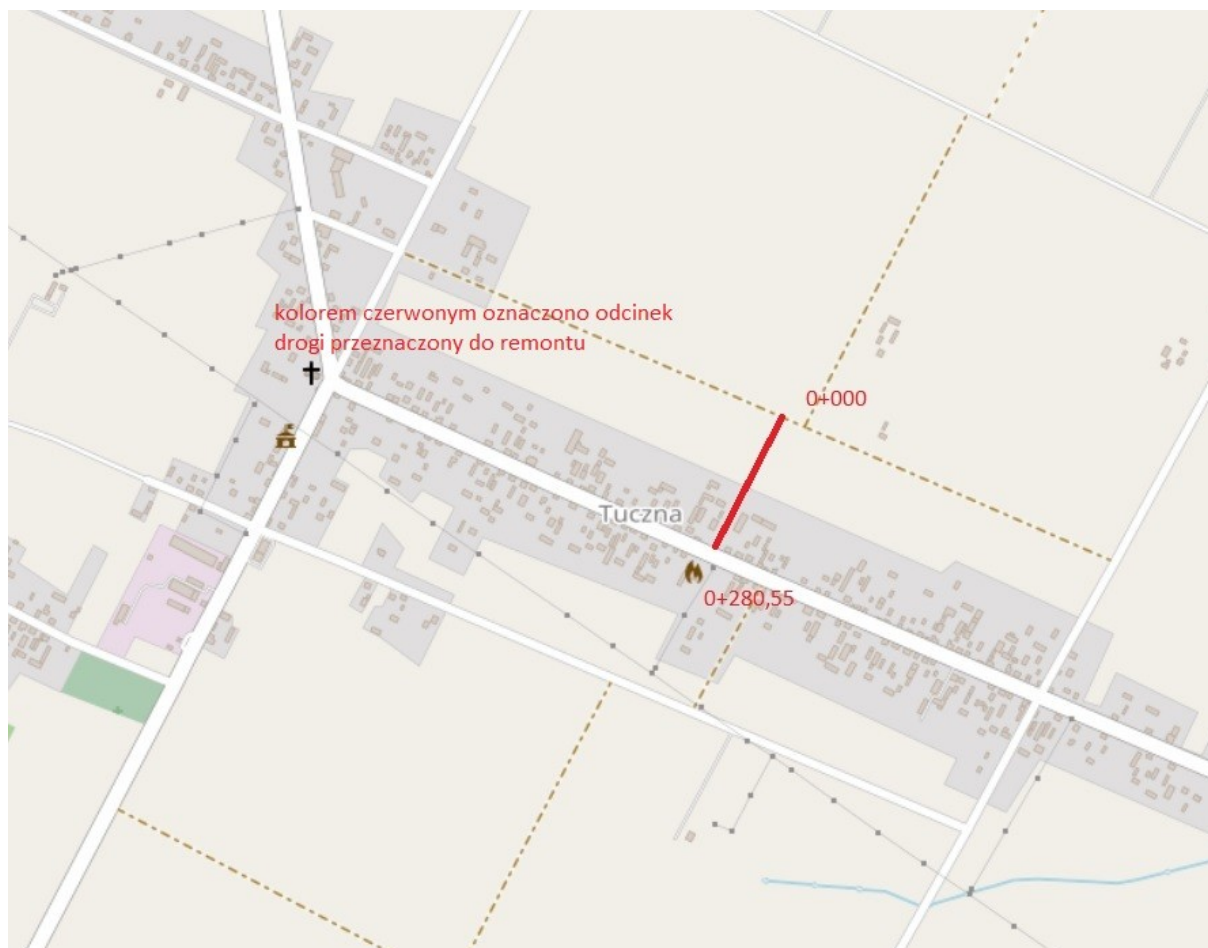 kolorem czerwonym oznaczono odcinek
drogi przeznaczony do remontu
0+000
Tuczna
0+280,55